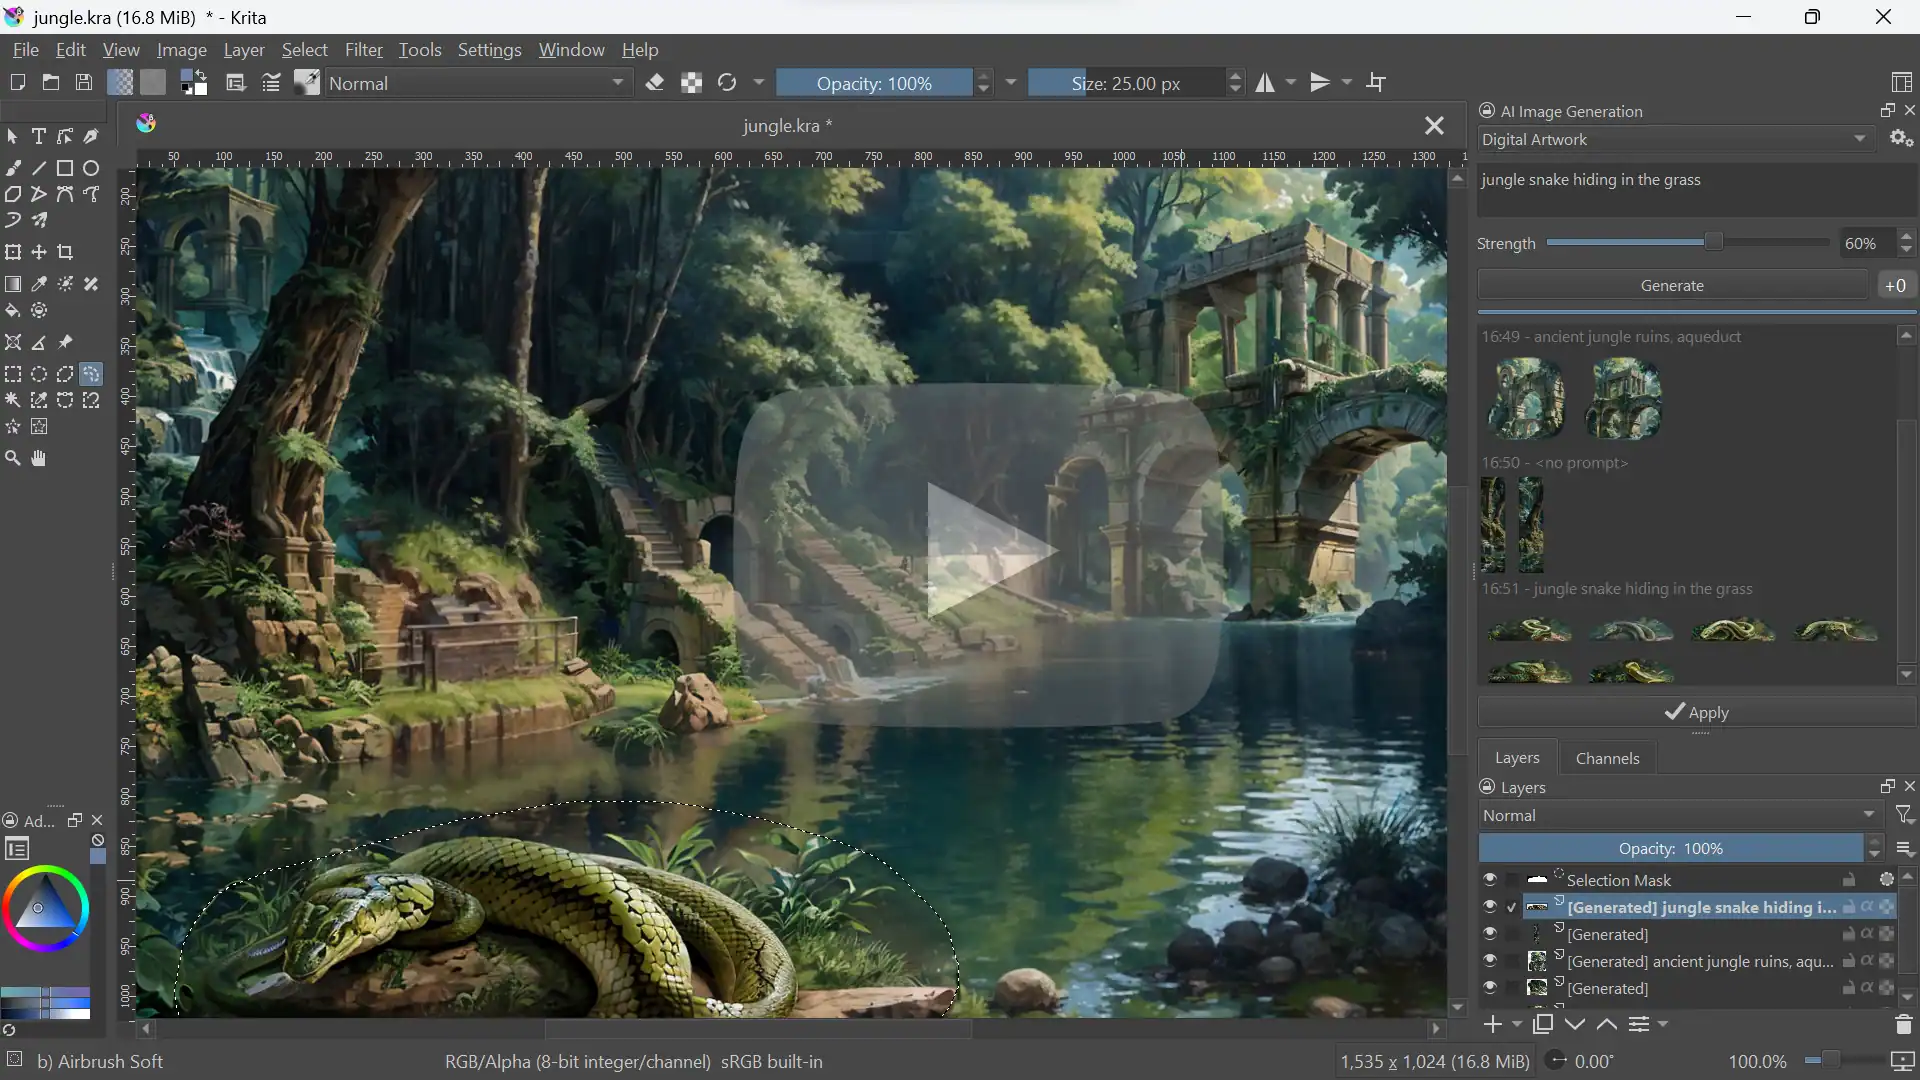 jungle.kra (16.8 MiB) * - Krita
File Edit View Image Layer Select Filter Tools Settings Window Help
Normal Opacity: 100% Size: 25.00 px
jungle.kra *
50 100 150 200 250 300 350 400 450 500 550 600 650 700 750 800 850 900 950 1000 1050 1100 1150 1200 1250 1300 1
200
250
300
350
400
450
500
550
600
650
700
750
800
850
900
950
1000
AI Image Generation
Digital Artwork
jungle snake hiding in the grass
Strength 60%
Generate +0
16:49 - ancient jungle ruins, aqueduct
16:50 - <no prompt>
16:51 - jungle snake hiding in the grass
Apply
Layers Channels
Layers
Normal
Opacity: 100%
Selection Mask
[Generated] jungle snake hiding i...
[Generated]
[Generated] ancient jungle ruins, aqu...
[Generated]
Ad...
b) Airbrush Soft
RGB/Alpha (8-bit integer/channel) sRGB built-in
1,535 x 1,024 (16.8 MiB)
0.00°
100.0%